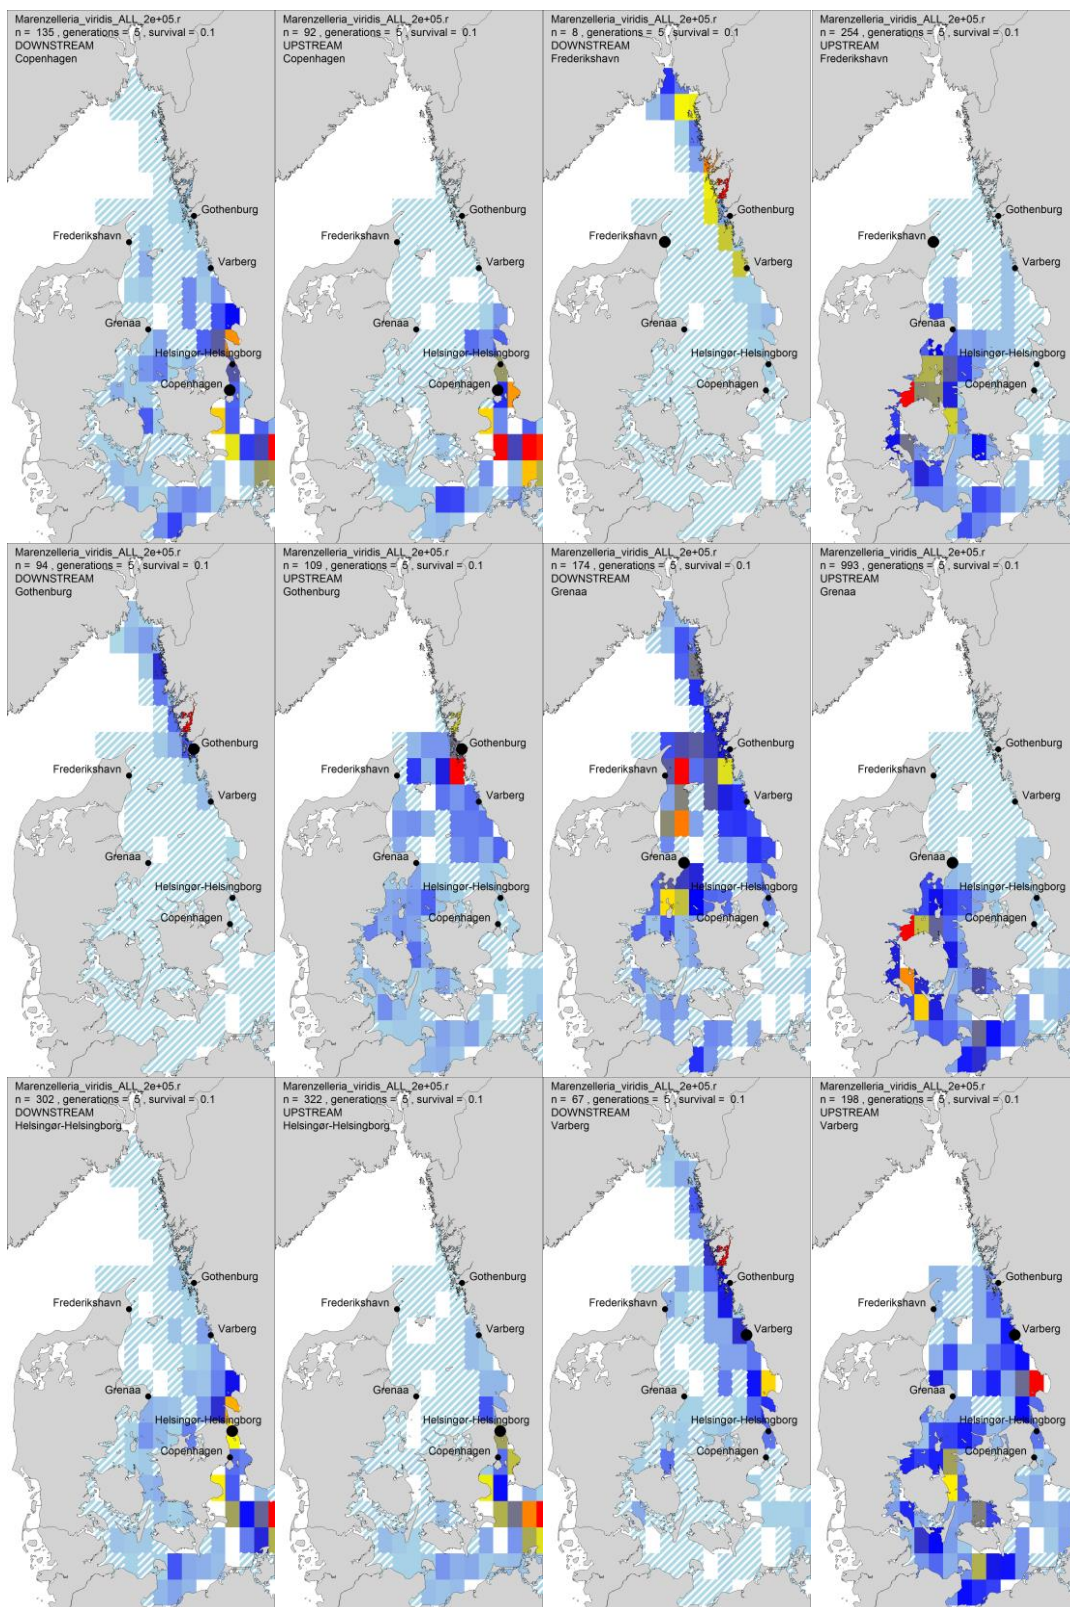 Marenzelleria_viridis_ALL_2e+05.r
n = 135 , generations = 5 , survival = 0.1
DOWNSTREAM
Copenhagen
Gothenburg
Frederikshavn
Varberg
Grenaa
Helsingør-Helsingborg
Copenhagen
Marenzelleria_viridis_ALL_2e+05.r
n = 92 , generations = 5 , survival = 0.1
UPSTREAM
Copenhagen
Gothenburg
Frederikshavn
Varberg
Grenaa
Helsingør-Helsingborg
Copenhagen
Marenzelleria_viridis_ALL_2e+05.r
n = 8 , generations = 5 , survival = 0.1
DOWNSTREAM
Frederikshavn
Gothenburg
Frederikshavn
Varberg
Grenaa
Helsingør-Helsingborg
Copenhagen
Marenzelleria_viridis_ALL_2e+05.r
n = 254 , generations = 5 , survival = 0.1
UPSTREAM
Frederikshavn
Gothenburg
Frederikshavn
Varberg
Grenaa
Helsingør-Helsingborg
Copenhagen
Marenzelleria_viridis_ALL_2e+05.r
n = 94 , generations = 5 , survival = 0.1
DOWNSTREAM
Gothenburg
Gothenburg
Frederikshavn
Varberg
Grenaa
Helsingør-Helsingborg
Copenhagen
Marenzelleria_viridis_ALL_2e+05.r
n = 109 , generations = 5 , survival = 0.1
UPSTREAM
Gothenburg
Gothenburg
Frederikshavn
Varberg
Grenaa
Helsingør-Helsingborg
Copenhagen
Marenzelleria_viridis_ALL_2e+05.r
n = 174 , generations = 5 , survival = 0.1
DOWNSTREAM
Grenaa
Gothenburg
Frederikshavn
Varberg
Grenaa
Helsingør-Helsingborg
Copenhagen
Marenzelleria_viridis_ALL_2e+05.r
n = 993 , generations = 5 , survival = 0.1
UPSTREAM
Grenaa
Gothenburg
Frederikshavn
Varberg
Grenaa
Helsingør-Helsingborg
Copenhagen
Marenzelleria_viridis_ALL_2e+05.r
n = 302 , generations = 5 , survival = 0.1
DOWNSTREAM
Helsingør-Helsingborg
Gothenburg
Frederikshavn
Varberg
Grenaa
Helsingør-Helsingborg
Copenhagen
Marenzelleria_viridis_ALL_2e+05.r
n = 322 , generations = 5 , survival = 0.1
UPSTREAM
Helsingør-Helsingborg
Gothenburg
Frederikshavn
Varberg
Grenaa
Helsingør-Helsingborg
Copenhagen
Marenzelleria_viridis_ALL_2e+05.r
n = 67 , generations = 5 , survival = 0.1
DOWNSTREAM
Varberg
Gothenburg
Frederikshavn
Varberg
Grenaa
Helsingør-Helsingborg
Copenhagen
Marenzelleria_viridis_ALL_2e+05.r
n = 198 , generations = 5 , survival = 0.1
UPSTREAM
Varberg
Gothenburg
Frederikshavn
Varberg
Grenaa
Helsingør-Helsingborg
Copenhagen